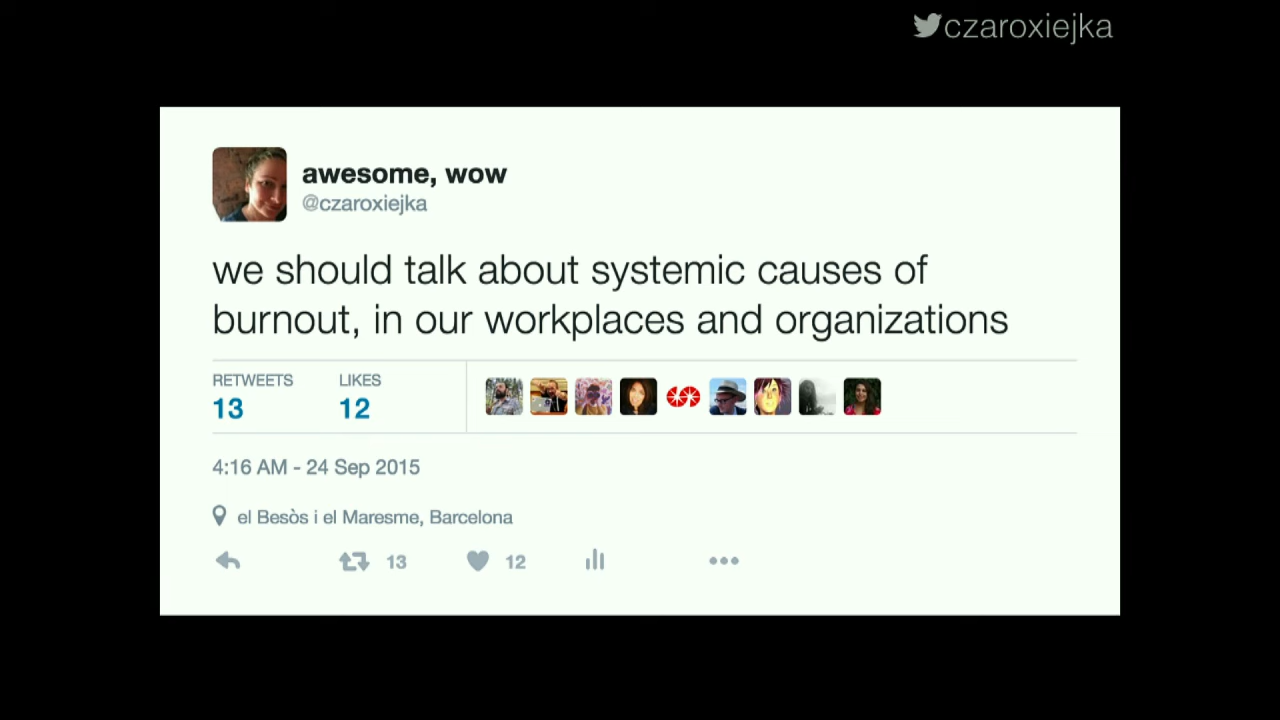 czaroxiejka
awesome, wow
@czaroxiejka
we should talk about systemic causes of
burnout, in our workplaces and organizations
RETWEETS LIKES
13 12
4:16 AM - 24 Sep 2015
el Besòs i el Maresme, Barcelona
13 12